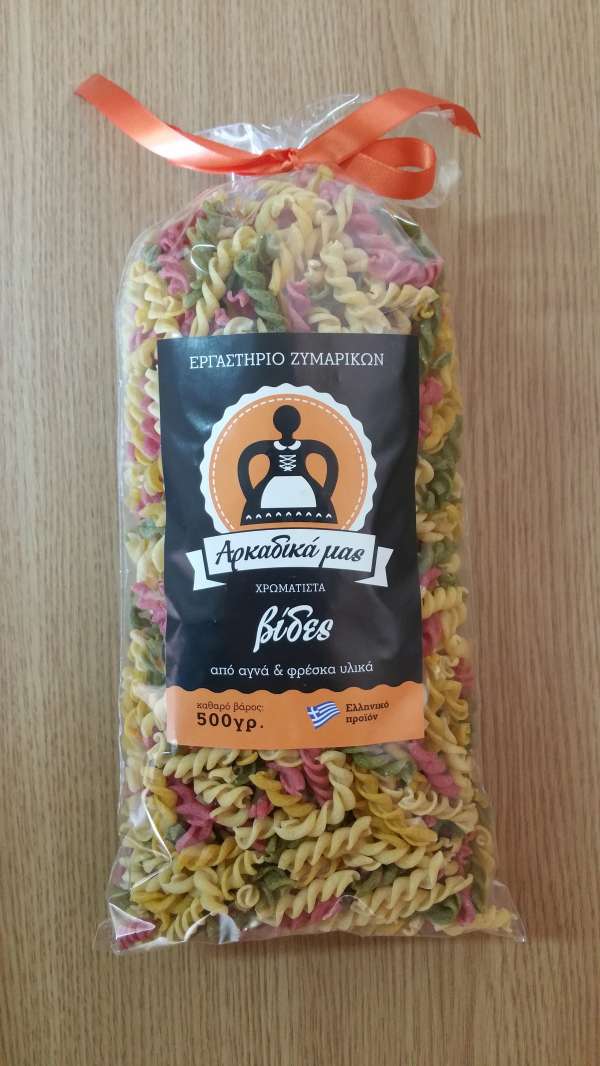 ΕΡΓΑΣΤΗΡΙΟ ΖΥΜΑΡΙΚΩΝ
Αρκαδικά μας
ΧΡΩΜΑΤΙΣΤΑ
βίδες
από αγνά & φρέσκα υλικά
καθαρό βάρος:
500γρ.
Ελληνικό
προϊόν